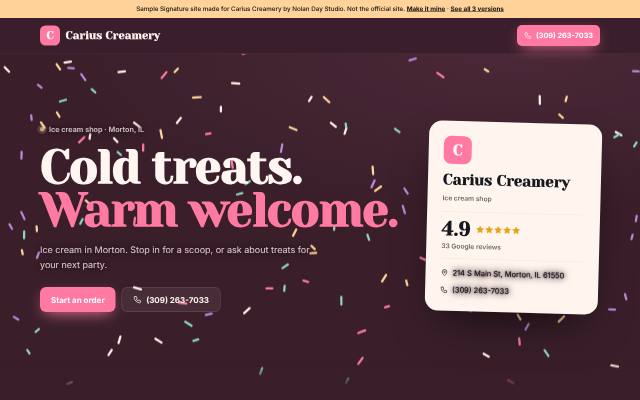 Sample Signature site made for Carius Creamery by Nolan Day Studio. Not the official site. Make it mine · See all 3 versions
C Carius Creamery
(309) 263-7033
Ice cream shop · Morton, IL
Cold treats.
Warm welcome.
Ice cream in Morton. Stop in for a scoop, or ask about treats for
your next party.
Start an order
(309) 263-7033
C
Carius Creamery
Ice cream shop
4.9
33 Google reviews
214 S Main St, Morton, IL 61550
(309) 263-7033